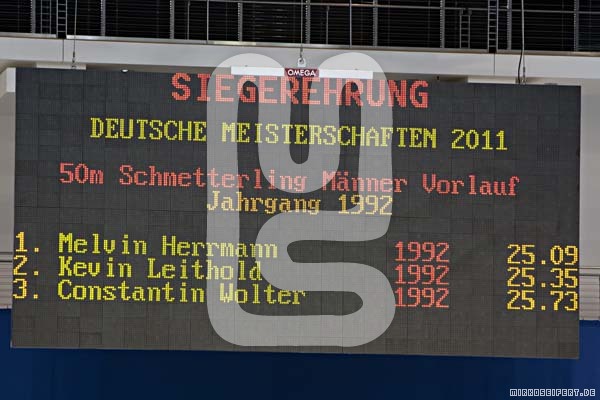 OMEGA
SIEGEREHRUNG
DEUTSCHE MEISTERSCHAFTEN 2011
50m Schmetterling Männer Vorlauf
Jahrgang 1992
1. Melvin Herrmann 1992 25.09
2. Kevin Leithold 1992 25.35
3. Constantin Wolter 1992 25.73
MIRKOSEIFERT.DE